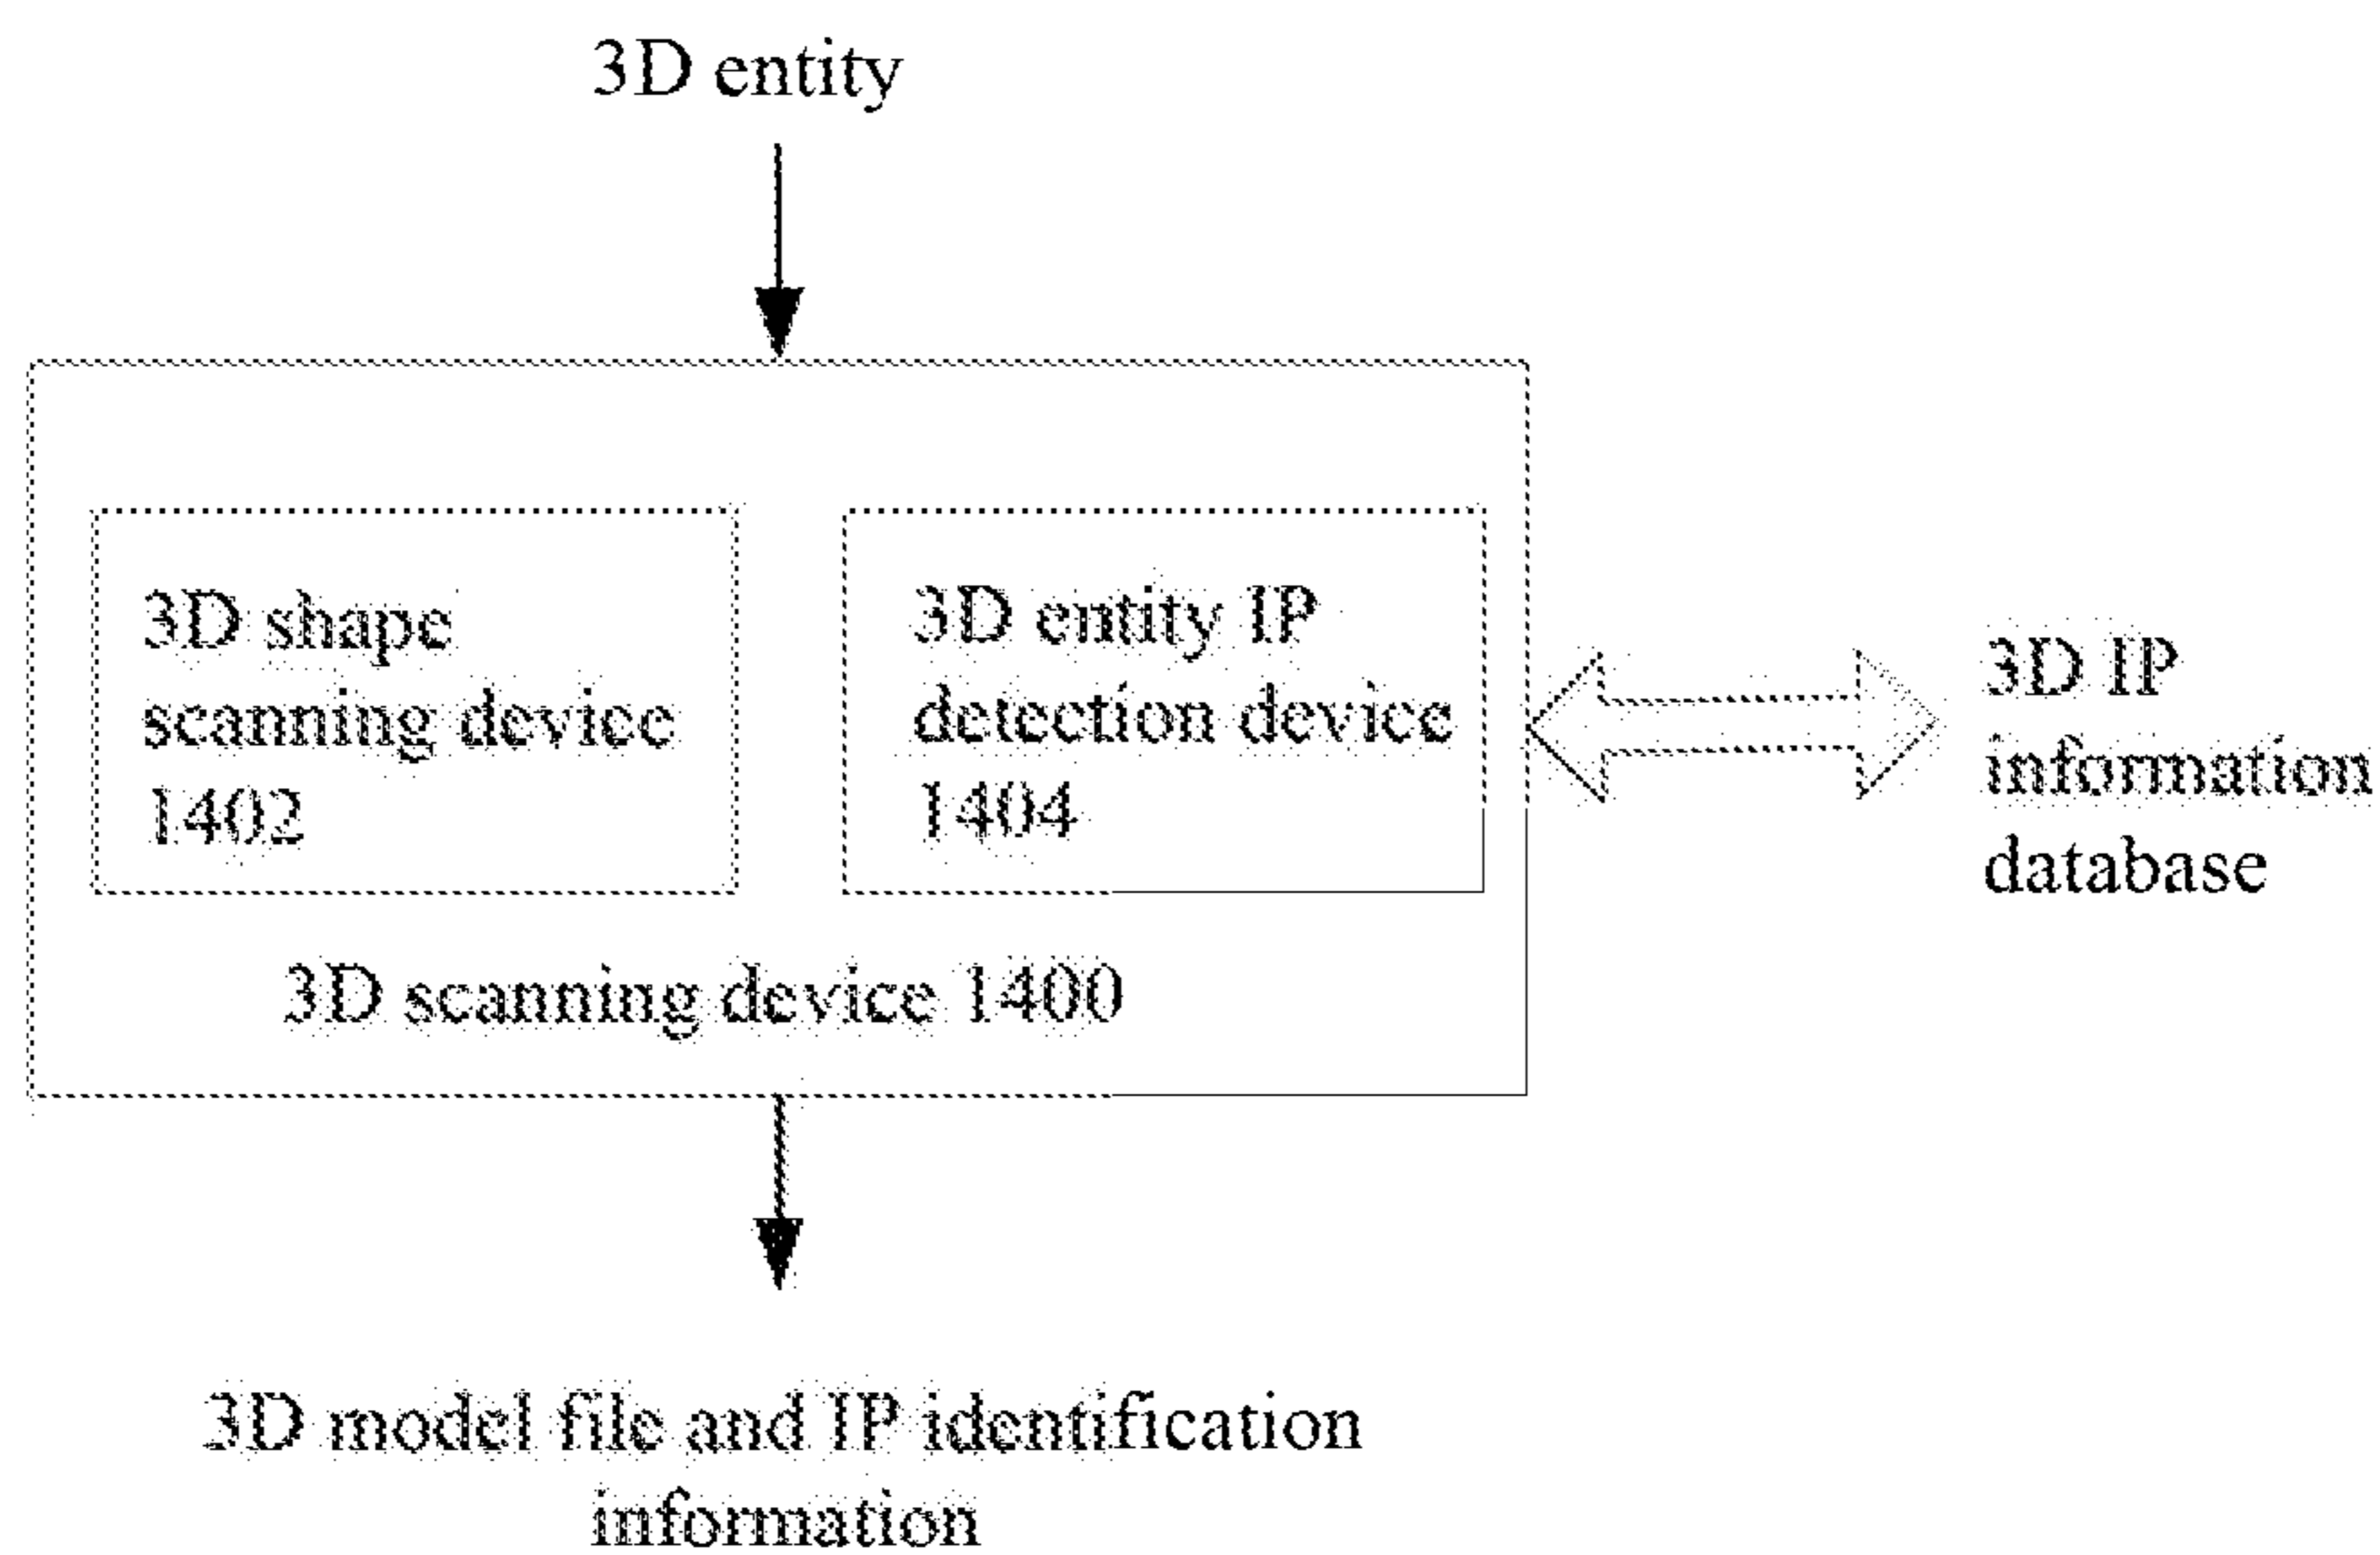 3D entity
3D shape
scanning device
1402
3D entity IP
detection device
1404
3D scanning device 1400
3D IP
information
database
3D model file and IP identification
information